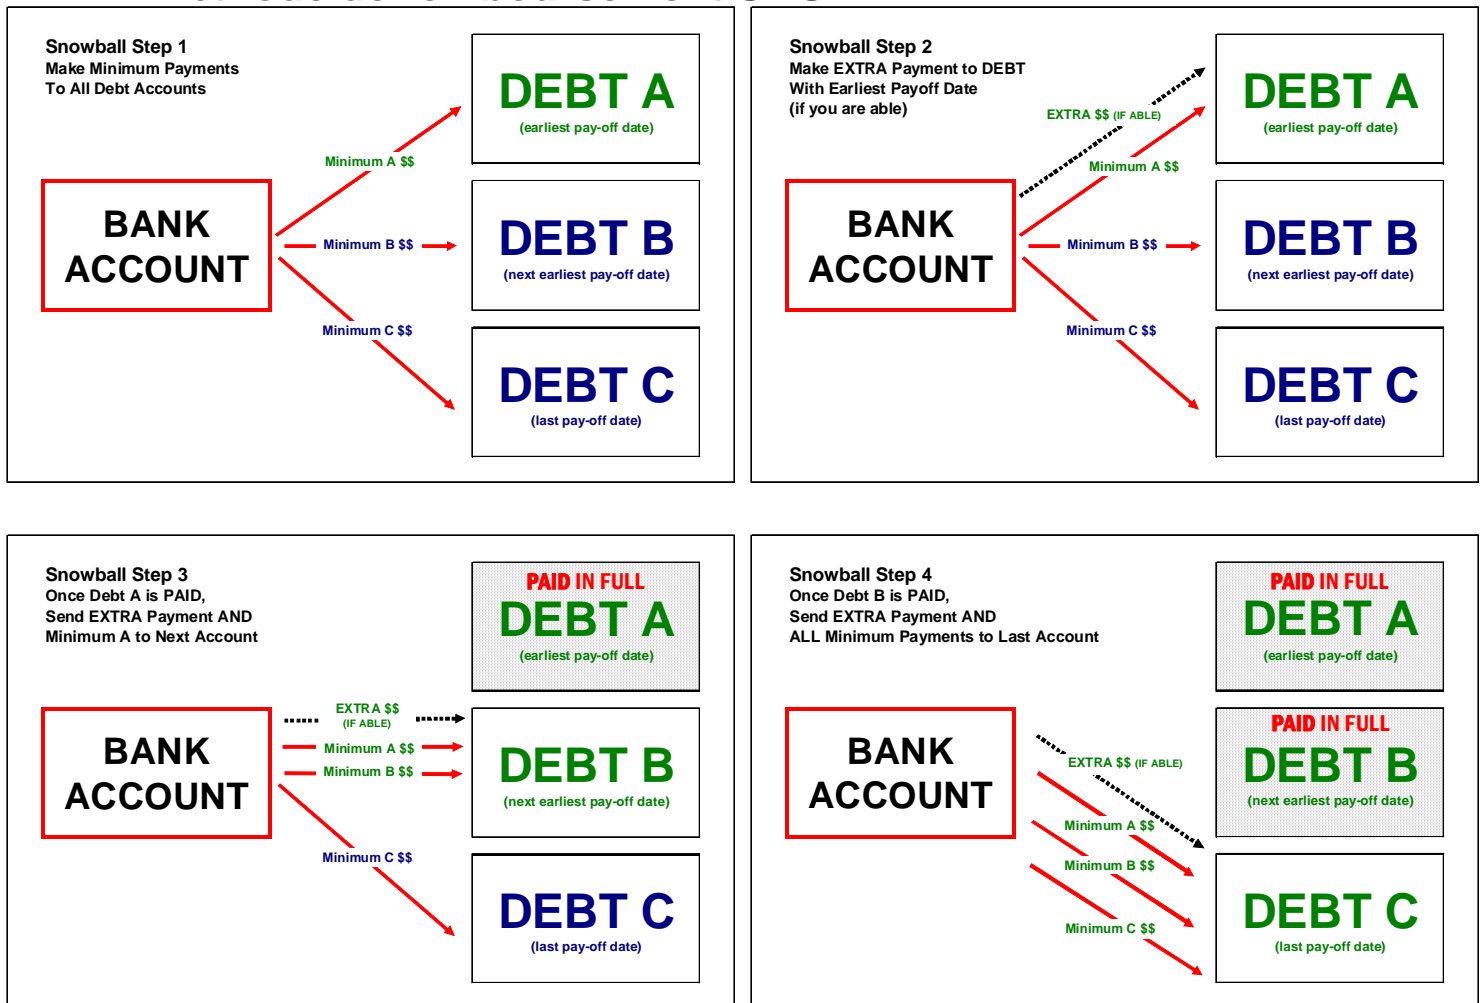 Snowball Step 1
Make Minimum Payments
To All Debt Accounts
DEBT A
(earliest pay-off date)
Minimum A $$
BANK
ACCOUNT
Minimum B $$
DEBT B
(next earliest pay-off date)
Minimum C $$
DEBT C
(last pay-off date)
Snowball Step 2
Make EXTRA Payment to DEBT
With Earliest Payoff Date
(if you are able)
EXTRA $$ (IF ABLE)
DEBT A
(earliest pay-off date)
Minimum A $$
BANK
ACCOUNT
Minimum B $$
DEBT B
(next earliest pay-off date)
Minimum C $$
DEBT C
(last pay-off date)
Snowball Step 3
Once Debt A is PAID,
Send EXTRA Payment AND
Minimum A to Next Account
PAID IN FULL
DEBT A
(earliest pay-off date)
EXTRA $$
(IF ABLE)
BANK
ACCOUNT
Minimum A $$
Minimum B $$
DEBT B
(next earliest pay-off date)
Minimum C $$
DEBT C
(last pay-off date)
Snowball Step 4
Once Debt B is PAID,
Send EXTRA Payment AND
ALL Minimum Payments to Last Account
PAID IN FULL
DEBT A
(earliest pay-off date)
BANK
ACCOUNT
PAID IN FULL
DEBT B
(next earliest pay-off date)
EXTRA $$ (IF ABLE)
Minimum A $$
Minimum B $$
Minimum C $$
DEBT C
(last pay-off date)